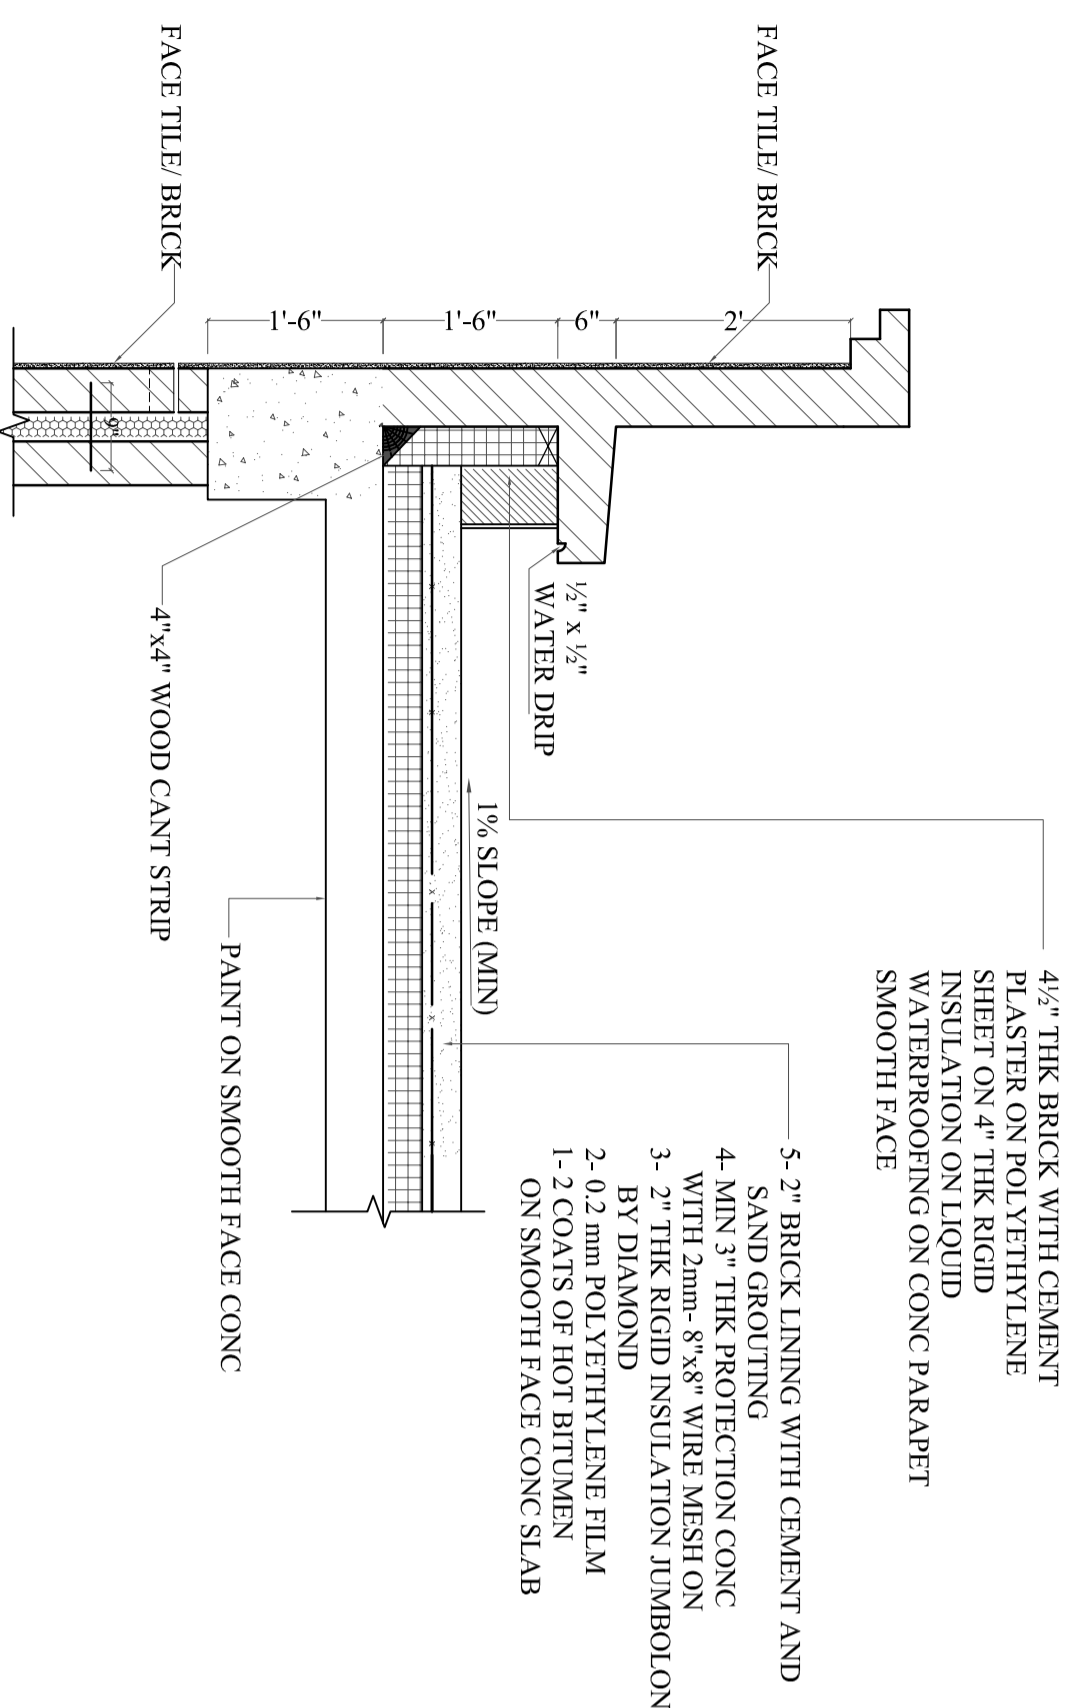 FACE TILE/ BRICK
FACE TILE/ BRICK
1'-6"
1'-6"
6"
2'
9"
4½" THK BRICK WITH CEMENT
PLASTER ON POLYETHYLENE
SHEET ON 4" THK RIGID
INSULATION ON LIQUID
WATERPROOFING ON CONC PARAPET
SMOOTH FACE
½" x ½"
WATER DRIP
1% SLOPE (MIN)
4"x4" WOOD CANT STRIP
PAINT ON SMOOTH FACE CONC
5- 2" BRICK LINING WITH CEMENT AND
SAND GROUTING
4- MIN 3" THK PROTECTION CONC
WITH 2mm- 8"x8" WIRE MESH ON
3- 2" THK RIGID INSULATION JUMBOLON
BY DIAMOND
2- 0.2 mm POLYETHYLENE FILM
1- 2 COATS OF HOT BITUMEN
ON SMOOTH FACE CONC SLAB